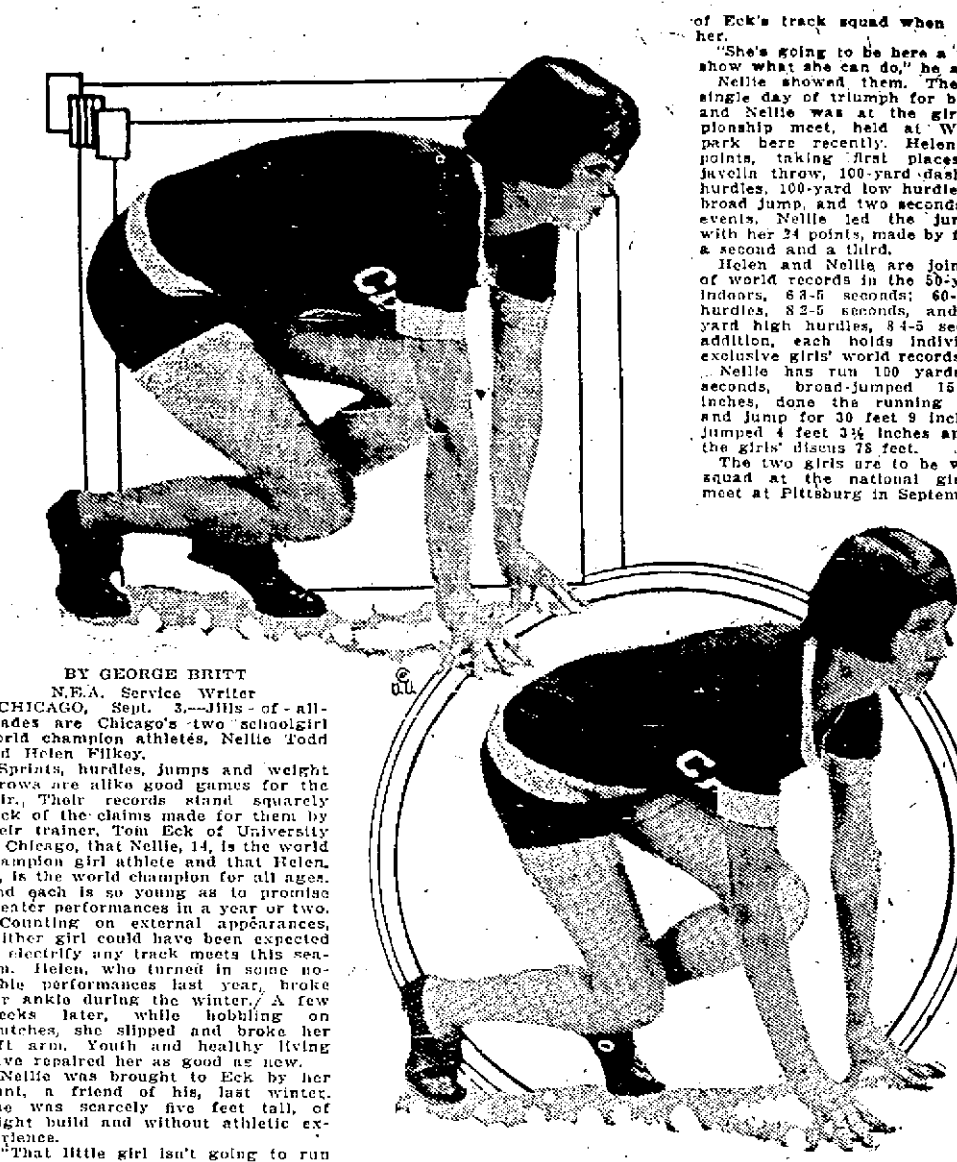 BY GEORGE BRITT
N.E.A. Service Writer
CHICAGO, Sept. 3.—Jills-of-all-
ades are Chicago's two schoolgirl
orld champion athletes, Nellie Todd
d Helen Filkey.
Sprints, hurdles, jumps and weight
rows are alike good games for the
ir. Their records stand squarely
ck of the claims made for them by
eir trainer, Tom Eck of University
Chicago, that Nellie, 14, is the world
ampion girl athlete and that Helen,
, is the world champion for all ages.
nd each is so young as to promise
eater performances in a year or two.
Counting on external appearances,
ither girl could have been expected
electrify any track meets this sea-
n. Helen, who turned in some no-
ble performances last year, broke
r ankle during the winter. A few
eeks later, while hobbling on
utches, she slipped and broke her
ft arm. Youth and healthy living
ve repaired her as good as new.
Nellie was brought to Eck by her
unt, a friend of his, last winter.
he was scarcely five feet tall, of
ight build and without athletic ex-
rience.
"That little girl isn't going to run
of Eck's track squad when
her.
"She's going to be here a
show what she can do," he a
Nellie showed them. The
single day of triumph for b
and Nellie was at the gir
pionship meet, held at W
park here recently. Helen
points, taking first places
javelin throw, 100-yard dash
hurdles, 100-yard low hurdle
broad jump, and two seconds
events. Nellie led the jun
with her 24 points, made by f
a second and a third.
Helen and Nellie are join
of world records in the 50-y
indoors, 6 3-5 seconds; 60-
hurdles, 8 2-5 seconds, and
yard high hurdles, 8 4-5 se
addition, each holds indivi
exclusive girls' world records
Nellie has run 100 yard
seconds, broad-jumped 15
inches, done the running
and jump for 30 feet 9 inch
jumped 4 feet 3½ inches an
the girls' discus 78 feet.
The two girls are to be w
squad at the national gir
meet at Pittsburg in Septem
CY
C